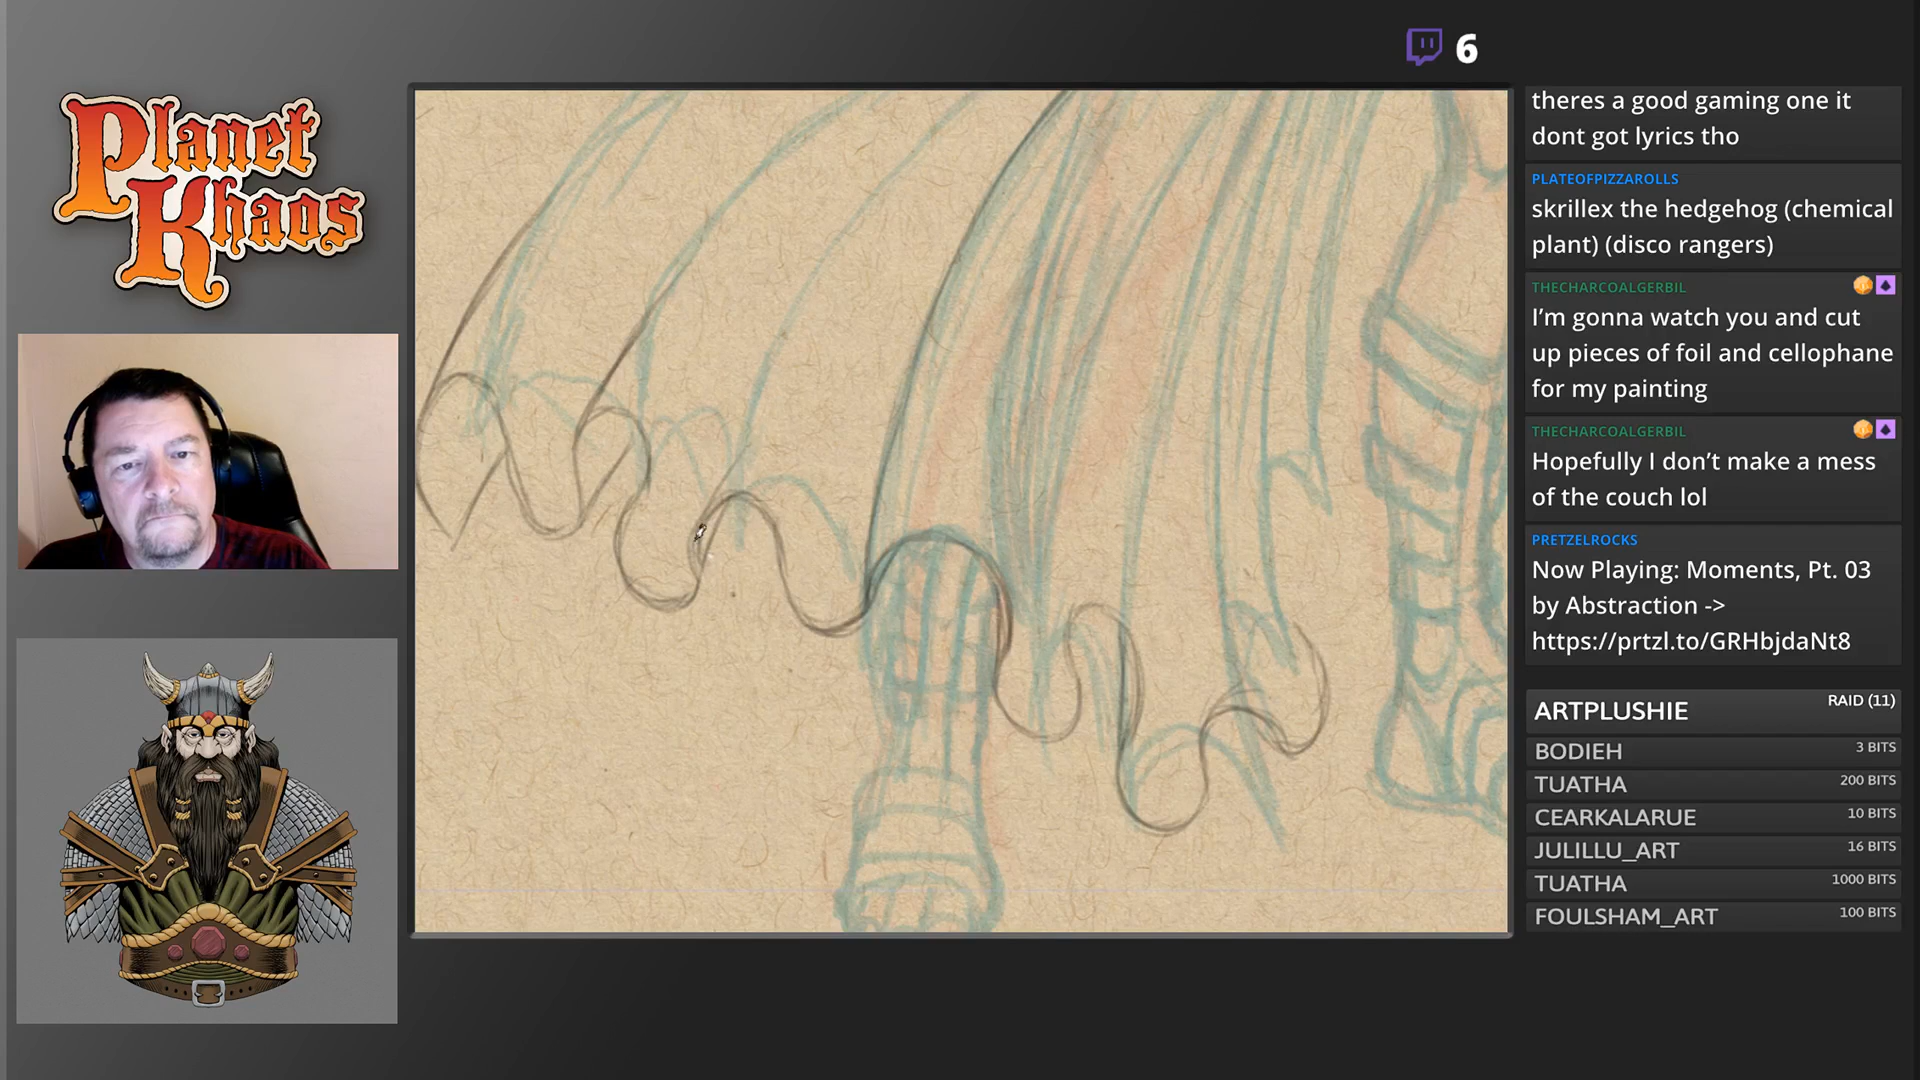 6
Planet
Khaos
theres a good gaming one it
dont got lyrics tho
PLATEOFPIZZAROLLS
skrillex the hedgehog (chemical
plant) (disco rangers)
THECHARCOALGERBIL
I'm gonna watch you and cut
up pieces of foil and cellophane
for my painting
THECHARCOALGERBIL
Hopefully I don't make a mess
of the couch lol
PRETZELROCKS
Now Playing: Moments, Pt. 03
by Abstraction ->
https://prtzl.to/GRHbjdaNt8
ARTPLUSHIE RAID (11)
BODIEH 3 BITS
TUATHA 200 BITS
CEARKALARUE 10 BITS
JULILLU_ART 16 BITS
TUATHA 1000 BITS
FOULSHAM_ART 100 BITS